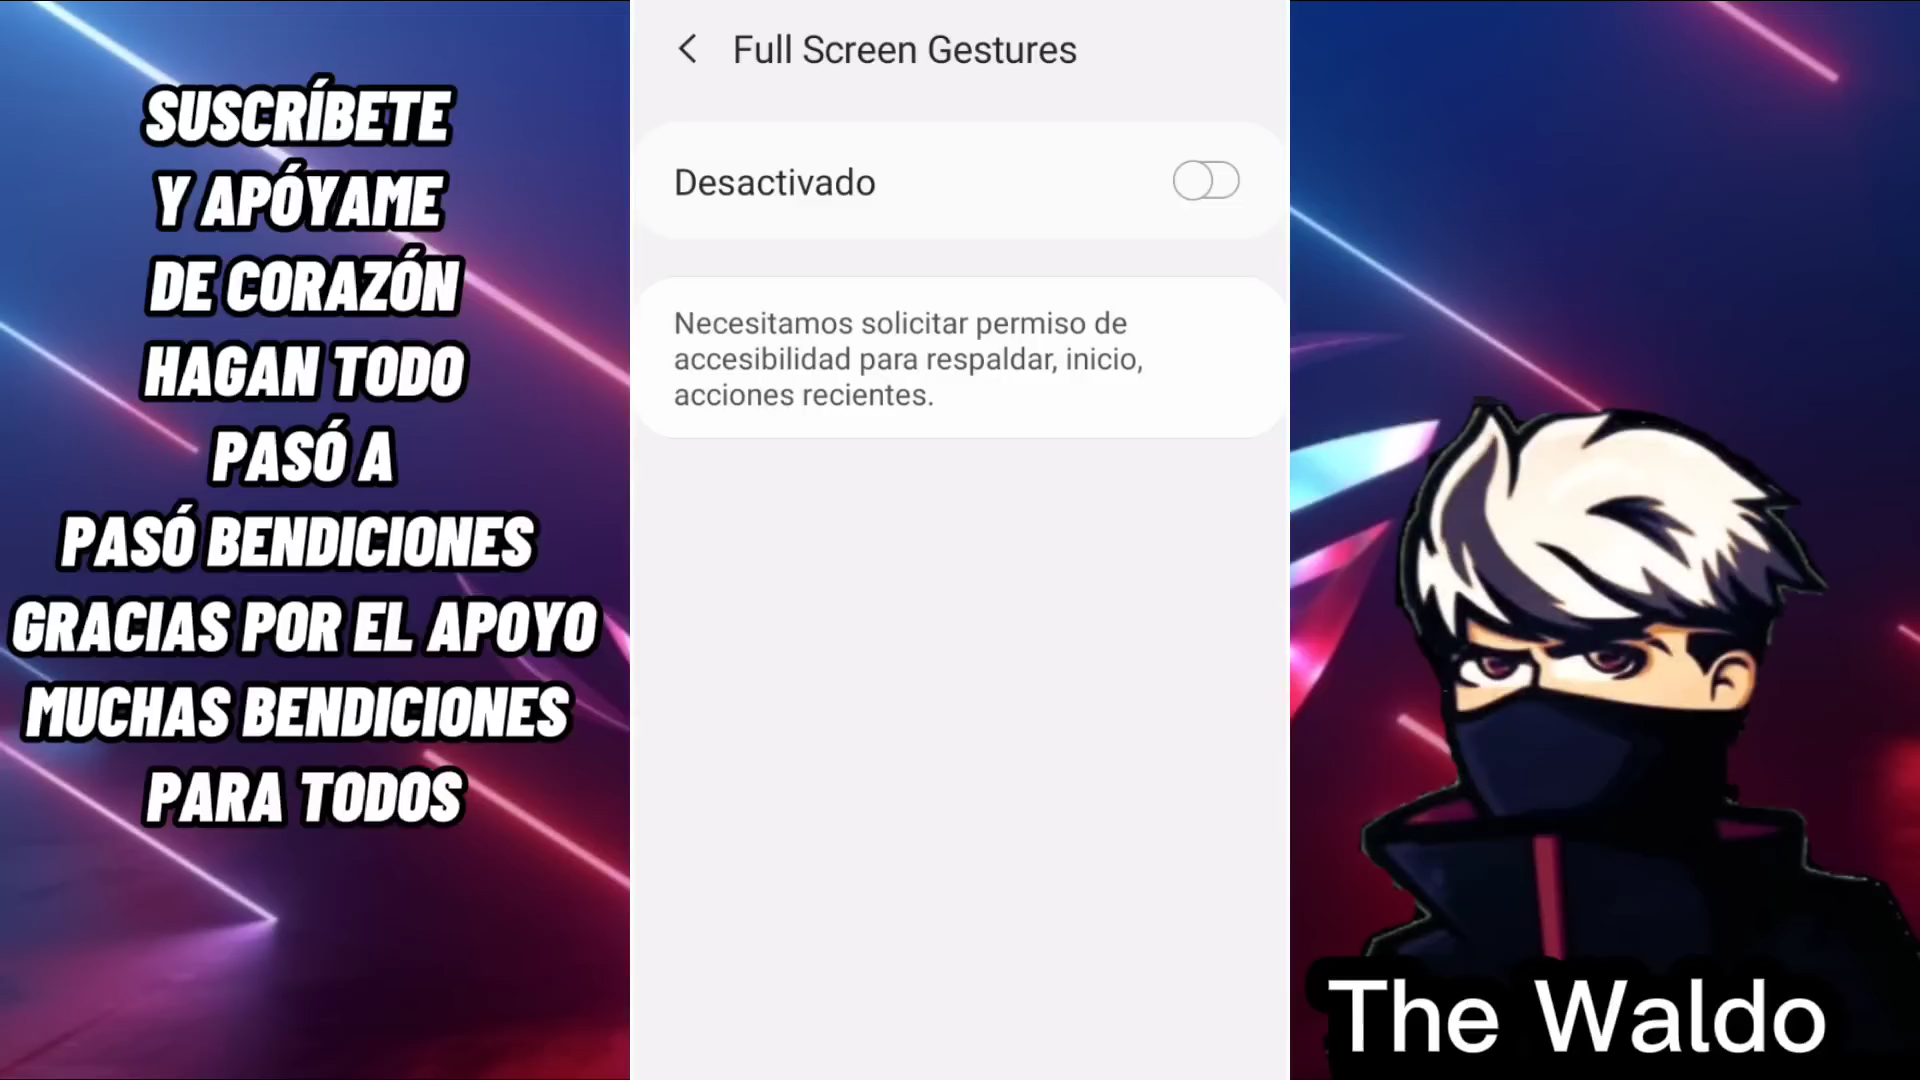 SUSCRÍBETE
Y APÓYAME
DE CORAZÓN
HAGAN TODO
PASÓ A
PASÓ BENDICIONES
GRACIAS POR EL APOYO
MUCHAS BENDICIONES
PARA TODOS
Full Screen Gestures
Desactivado
Necesitamos solicitar permiso de
accesibilidad para respaldar, inicio,
acciones recientes.
The Waldo